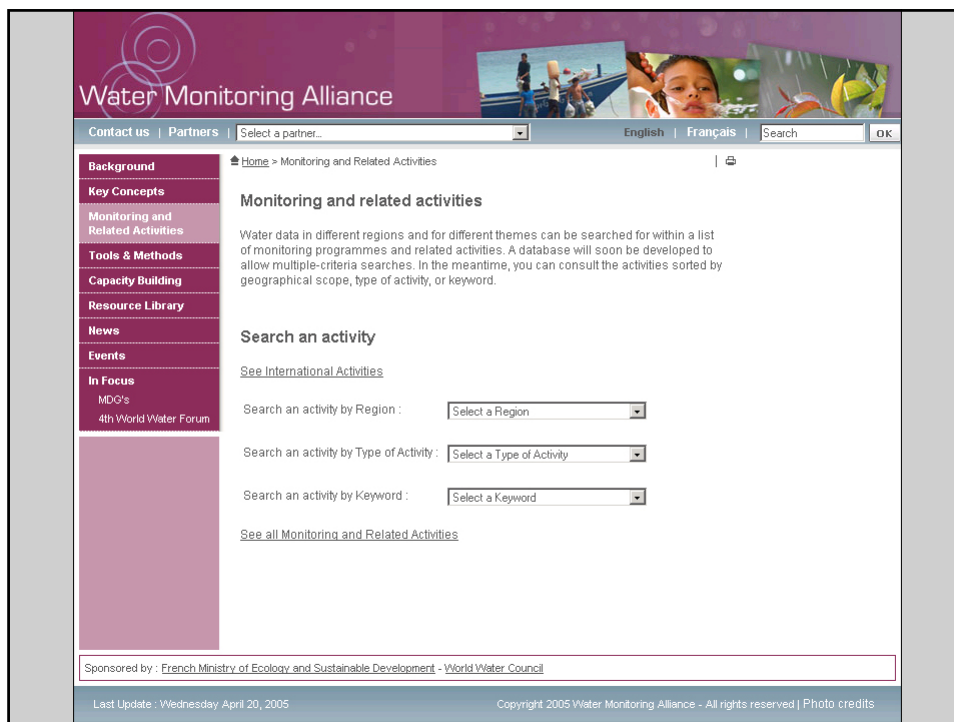 Water Monitoring Alliance
Contact us | Partners | Select a partner... English | Français | Search OK
Background
Key Concepts
Monitoring and
Related Activities
Tools & Methods
Capacity Building
Resource Library
News
Events
In Focus
MDG's
4th World Water Forum
Home > Monitoring and Related Activities |
Monitoring and related activities
Water data in different regions and for different themes can be searched for within a list
of monitoring programmes and related activities. A database will soon be developed to
allow multiple-criteria searches. In the meantime, you can consult the activities sorted by
geographical scope, type of activity, or keyword.
Search an activity
See International Activities
Search an activity by Region : Select a Region
Search an activity by Type of Activity : Select a Type of Activity
Search an activity by Keyword : Select a Keyword
See all Monitoring and Related Activities
Sponsored by : French Ministry of Ecology and Sustainable Development - World Water Council
Last Update : Wednesday April 20, 2005 Copyright 2005 Water Monitoring Alliance - All rights reserved | Photo credits